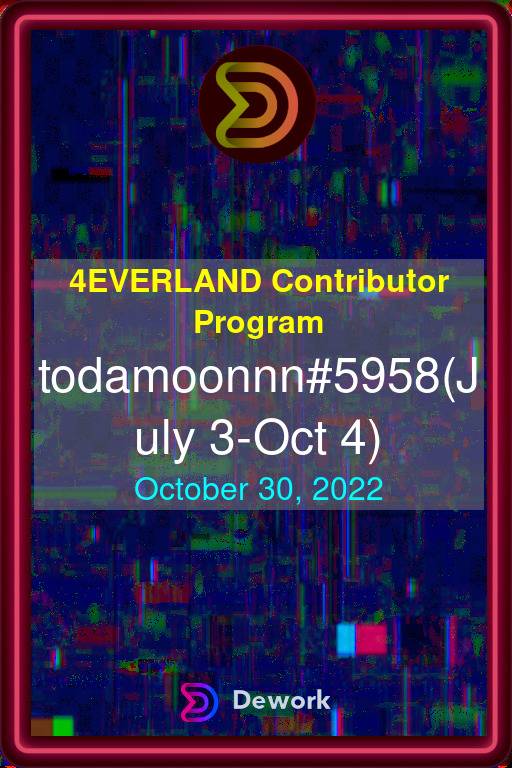 4EVERLAND Contributor
Program
todamoonnn#5958(J
uly 3-Oct 4)
October 30, 2022
Dework